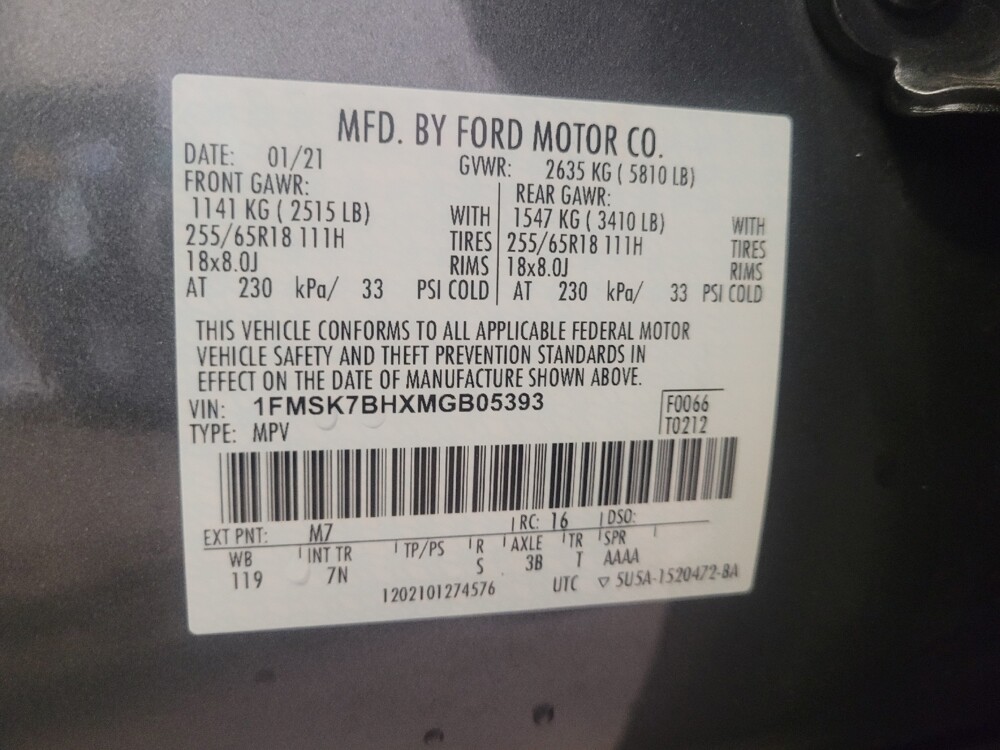 MFD. BY FORD MOTOR CO.
DATE: 01/21 GVWR: 2635 KG ( 5810 LB)
FRONT GAWR: REAR GAWR:
1141 KG ( 2515 LB) WITH 1547 KG ( 3410 LB) WITH
255/65R18 111H TIRES 255/65R18 111H TIRES
18x8.0J RIMS 18x8.0J RIMS
AT 230 kPa/ 33 PSI COLD AT 230 kPa/ 33 PSI COLD
THIS VEHICLE CONFORMS TO ALL APPLICABLE FEDERAL MOTOR
VEHICLE SAFETY AND THEFT PREVENTION STANDARDS IN
EFFECT ON THE DATE OF MANUFACTURE SHOWN ABOVE.
VIN: 1FMSK7BHXMGB05393 F0066
TYPE: MPV T0212
EXT PNT: M7 RC: 16 DSO:
WB INT TR TP/PS R AXLE TR SPR
119 7N S 3B T AAAA
1202101274576 UTC ▽ 5U5A-1520472-BA